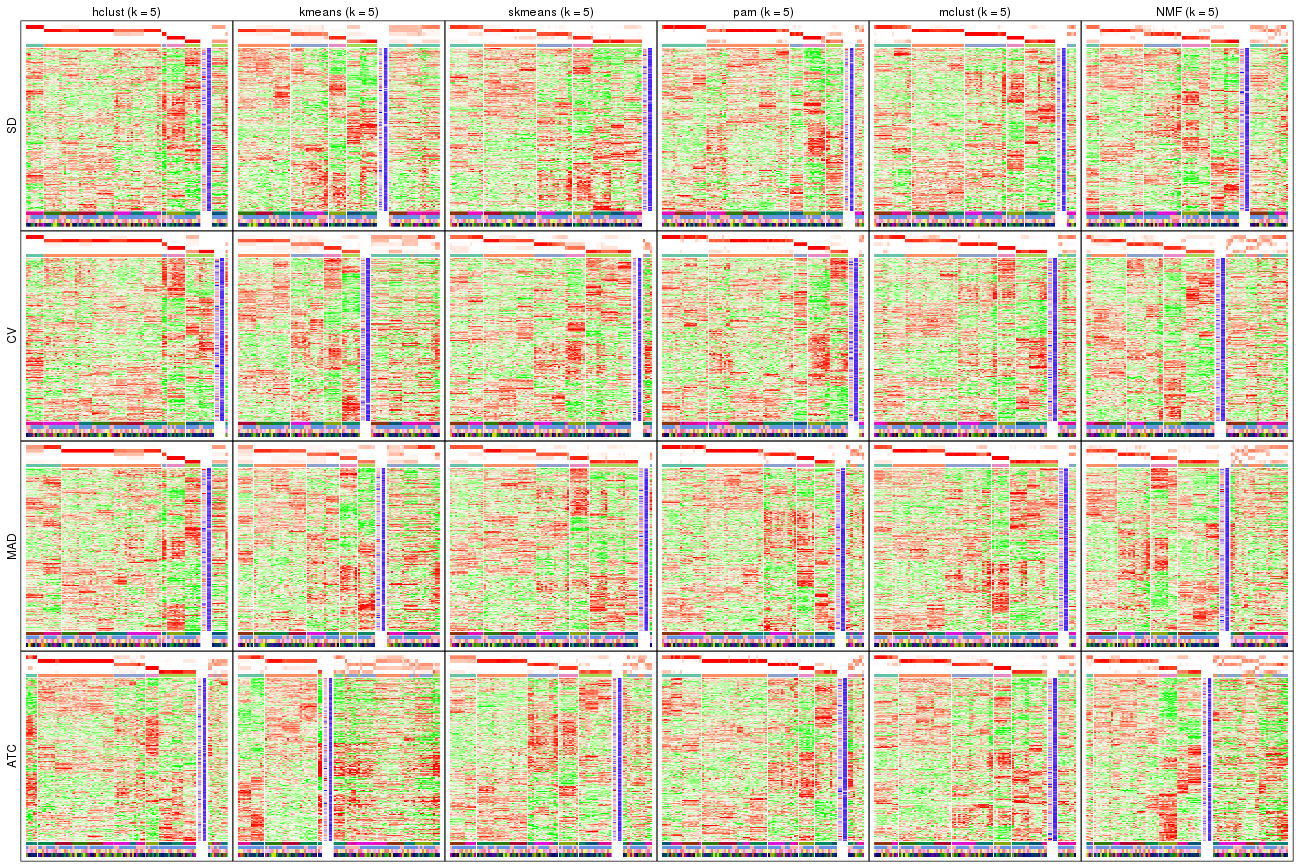 hclust (k = 5) kmeans (k = 5) skmeans (k = 5) pam (k = 5) mclust (k = 5) NMF (k = 5)
SD
CV
MAD
ATC